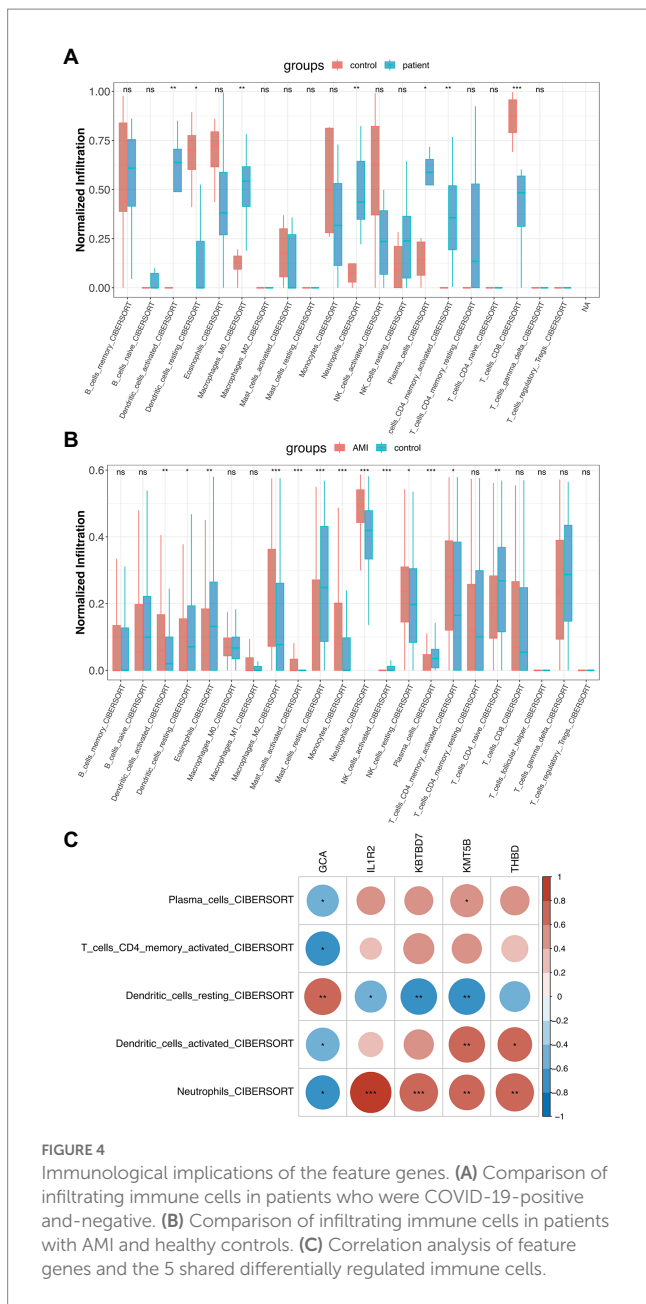 A
groups control patient
ns ns ** * ns ** ns ns ns ns ** ns ns * ** ns ns *** ns
1.00
0.75
0.50
0.25
0.00
Normalized Infiltration
B_cells_memory_CIBERSORT
B_cells_naive_CIBERSORT
Dendritic_cells_activated_CIBERSORT
Dendritic_cells_resting_CIBERSORT
Eosinophils_CIBERSORT
Macrophages_M0_CIBERSORT
Macrophages_M2_CIBERSORT
Mast_cells_activated_CIBERSORT
Mast_cells_resting_CIBERSORT
Monocytes_CIBERSORT
Neutrophils_CIBERSORT
NK_cells_activated_CIBERSORT
NK_cells_resting_CIBERSORT
Plasma_cells_CIBERSORT
cells_CD4_memory_activated_CIBERSORT
T_cells_CD4_memory_resting_CIBERSORT
T_cells_CD4_naive_CIBERSORT
T_cells_CD8_CIBERSORT
T_cells_gamma_delta_CIBERSORT
T_cells_regulatory..Tregs._CIBERSORT
NA
B
groups AMI control
ns ns ** * ** ns ns *** *** *** *** *** *** * *** * ns ** ns ns ns ns
0.6
0.4
0.2
0.0
Normalized Infiltration
B_cells_memory_CIBERSORT
B_cells_naive_CIBERSORT
Dendritic_cells_activated_CIBERSORT
Dendritic_cells_resting_CIBERSORT
Eosinophils_CIBERSORT
Macrophages_M0_CIBERSORT
Macrophages_M1_CIBERSORT
Macrophages_M2_CIBERSORT
Mast_cells_activated_CIBERSORT
Mast_cells_resting_CIBERSORT
Monocytes_CIBERSORT
Neutrophils_CIBERSORT
NK_cells_activated_CIBERSORT
NK_cells_resting_CIBERSORT
Plasma_cells_CIBERSORT
T_cells_CD4_memory_activated_CIBERSORT
T_cells_CD4_memory_resting_CIBERSORT
T_cells_CD4_naive_CIBERSORT
T_cells_CD8_CIBERSORT
T_cells_follicular_helper_CIBERSORT
T_cells_gamma_delta_CIBERSORT
T_cells_regulatory..Tregs._CIBERSORT
C
GCA IL1R2 KBTBD7 KMT5B THBD
Plasma_cells_CIBERSORT * *
T_cells_CD4_memory_activated_CIBERSORT *
Dendritic_cells_resting_CIBERSORT ** * ** **
Dendritic_cells_activated_CIBERSORT * ** *
Neutrophils_CIBERSORT * *** *** ** **
1
0.8
0.6
0.4
0.2
0
-0.2
-0.4
-0.6
-0.8
-1
FIGURE 4
Immunological implications of the feature genes. (A) Comparison of
infiltrating immune cells in patients who were COVID-19-positive
and-negative. (B) Comparison of infiltrating immune cells in patients
with AMI and healthy controls. (C) Correlation analysis of feature
genes and the 5 shared differentially regulated immune cells.